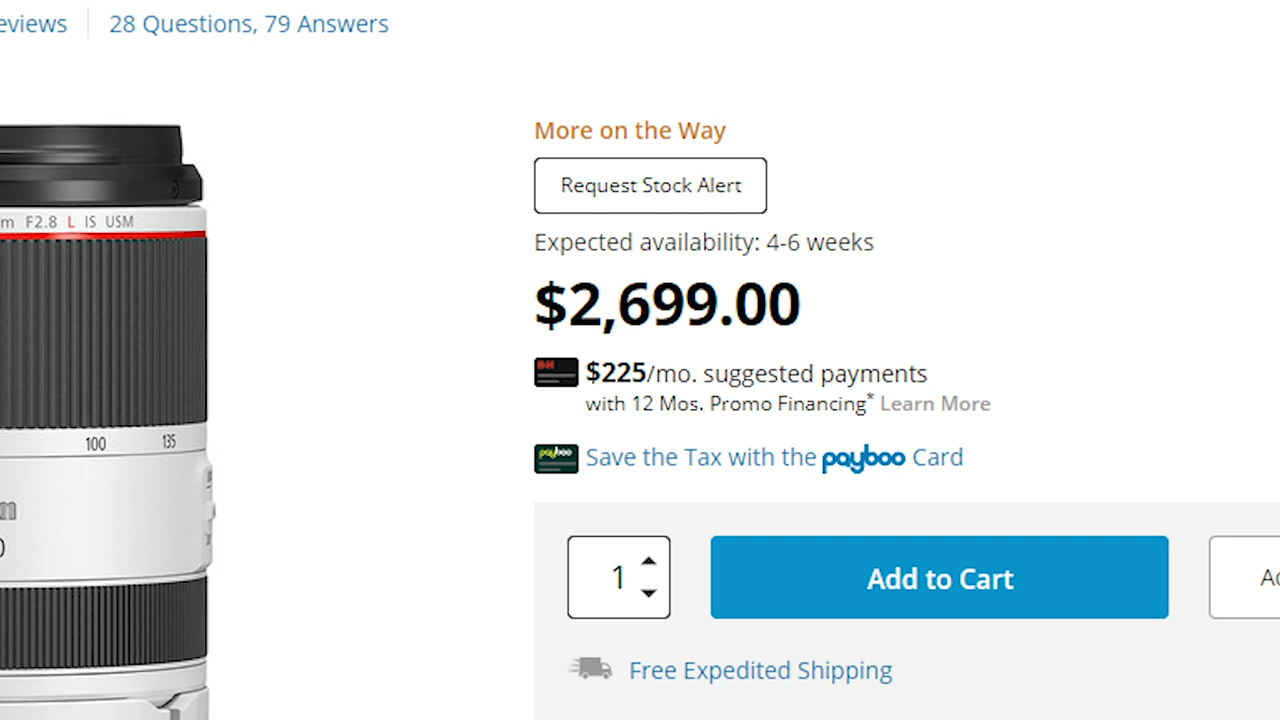 28 Questions, 79 Answers
More on the Way
Request Stock Alert
F2.8 L IS USM
Expected availability: 4-6 weeks
$2,699.00
BH $225/mo. suggested payments
with 12 Mos. Promo Financing* Learn More
100 135
payboo Save the Tax with the payboo Card
1
Add to Cart
Free Expedited Shipping